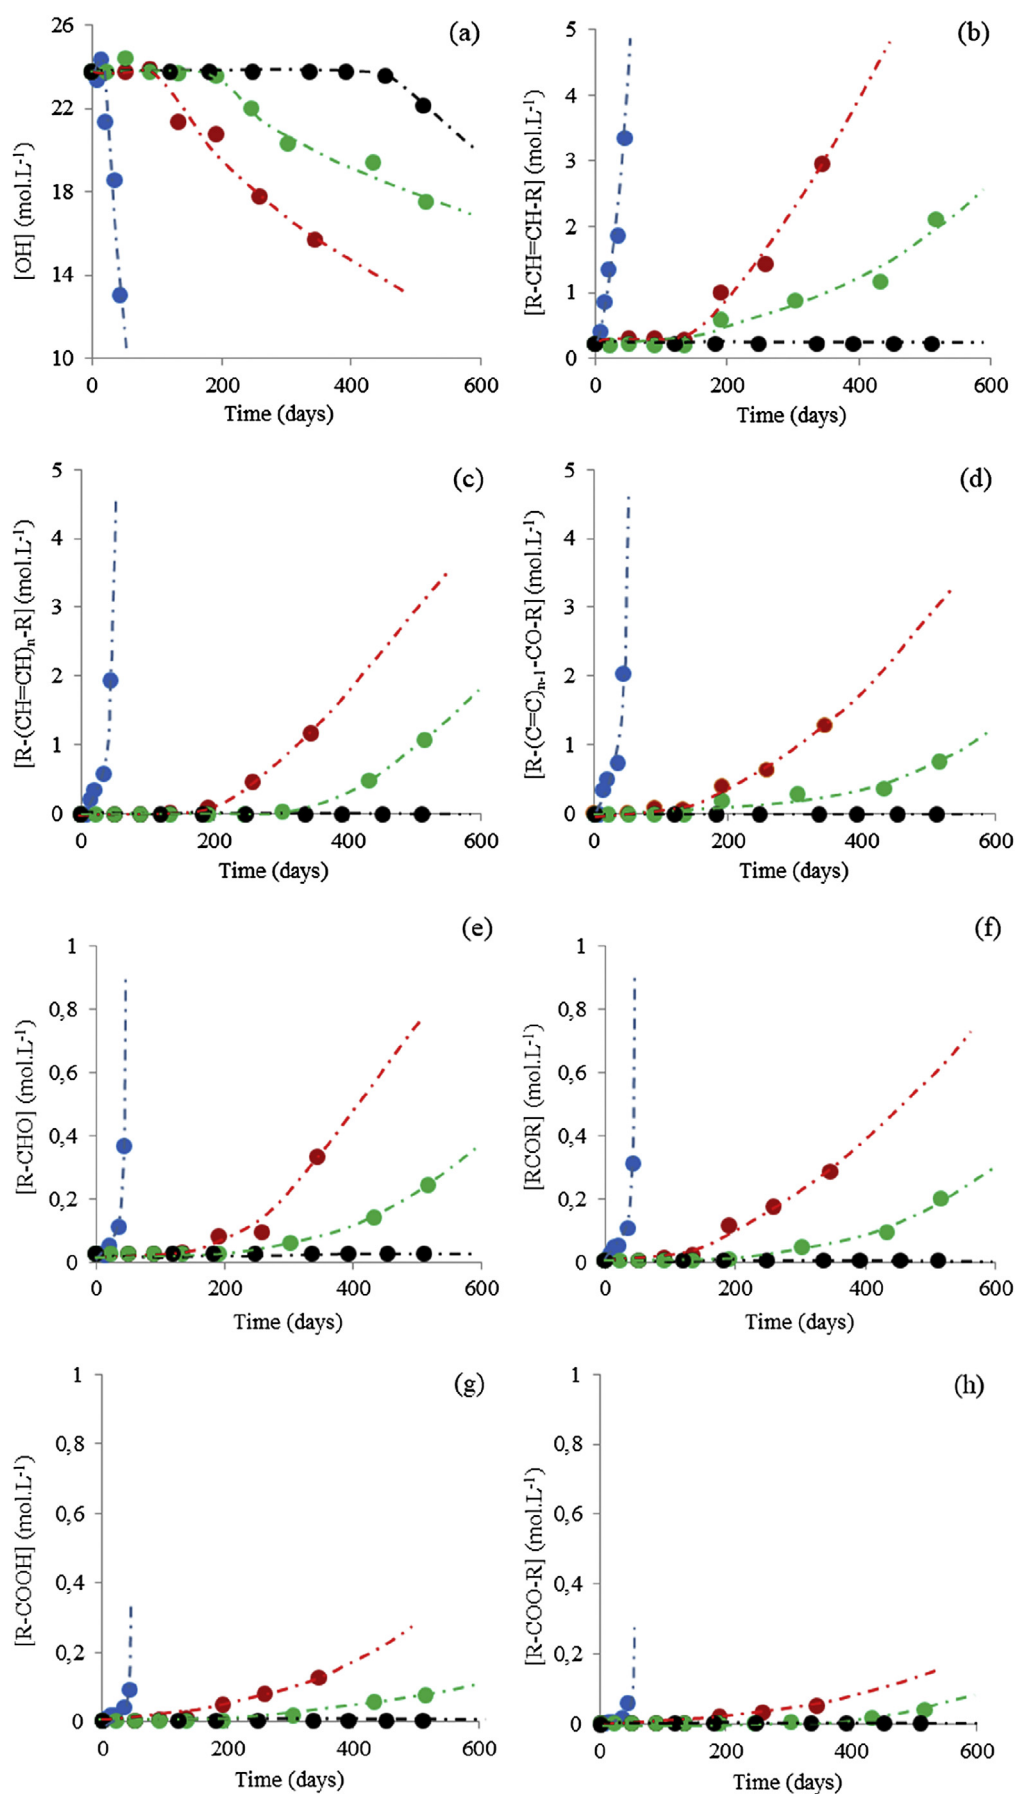 (a)
26
22
18
14
10
[OH] (mol.L⁻¹)
0 200 400 600
Time (days)
(b)
5
4
3
2
1
0
[R-CH=CH-R] (mol.L⁻¹)
0 200 400 600
Time (days)
(c)
5
4
3
2
1
0
[R-(CH=CH)ₙ-R] (mol.L⁻¹)
0 200 400 600
Time (days)
(d)
5
4
3
2
1
0
[R-(C=C)ₙ₋₁-CO-R] (mol.L⁻¹)
0 200 400 600
Time (days)
(e)
1
0,8
0,6
0,4
0,2
0
[R-CHO] (mol.L⁻¹)
0 200 400 600
Time (days)
(f)
1
0,8
0,6
0,4
0,2
0
[RCOR] (mol.L⁻¹)
0 200 400 600
Time (days)
(g)
1
0,8
0,6
0,4
0,2
0
[R-COOH] (mol.L⁻¹)
0 200 400 600
Time (days)
(h)
1
0,8
0,6
0,4
0,2
0
[R-COO-R] (mol.L⁻¹)
0 200 400 600
Time (days)